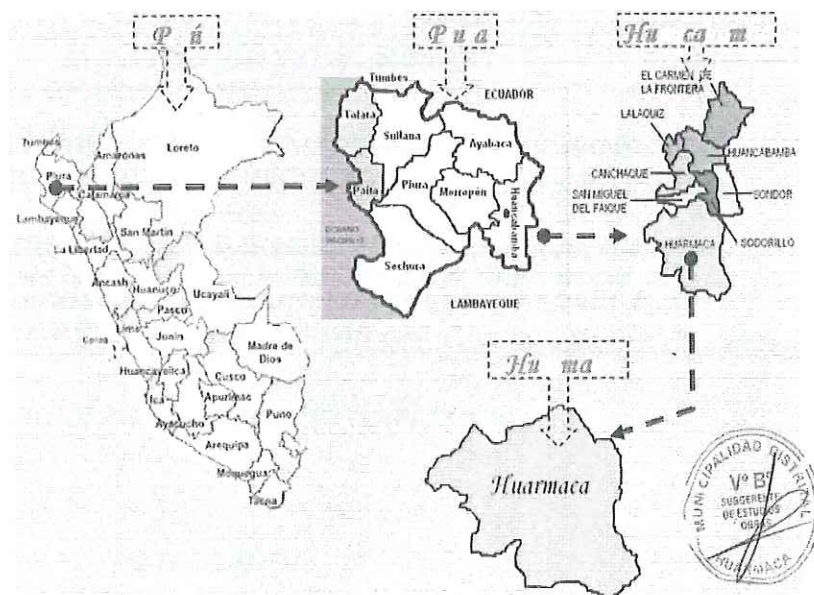 P ú
P u a
Hu ca m
Tumbes
ECUADOR
Talara
Sullana
Ayabaca
Paita
Piura
Morropón
Huancabamba
Sechura
LAMBAYEQUE
EL CARMEN DE
LA FRONTERA
LALAQUIZ
HUANCABAMBA
CANCHAQUE
SAN MIGUEL
DEL FAIQUE
SONDOR
SODORILLO
HUARMACA
Tumbes
Piura
Amazonas
Loreto
Cajamarca
Lambayeque
San Martin
La Libertad
Ancash
Huanuco
Ucayali
Pasco
Lima
Junin
Madre de
Dios
Huancavelica
Cusco
Ica
Apurimac
Puno
Ayacucho
Arequipa
Moquegua
Tacna
Hu ma
Huarmaca
MUNICIPALIDAD DISTRITAL
Vº Bº
SUBGERENTE
DE ESTUDIOS
OBRAS
HUARMACA